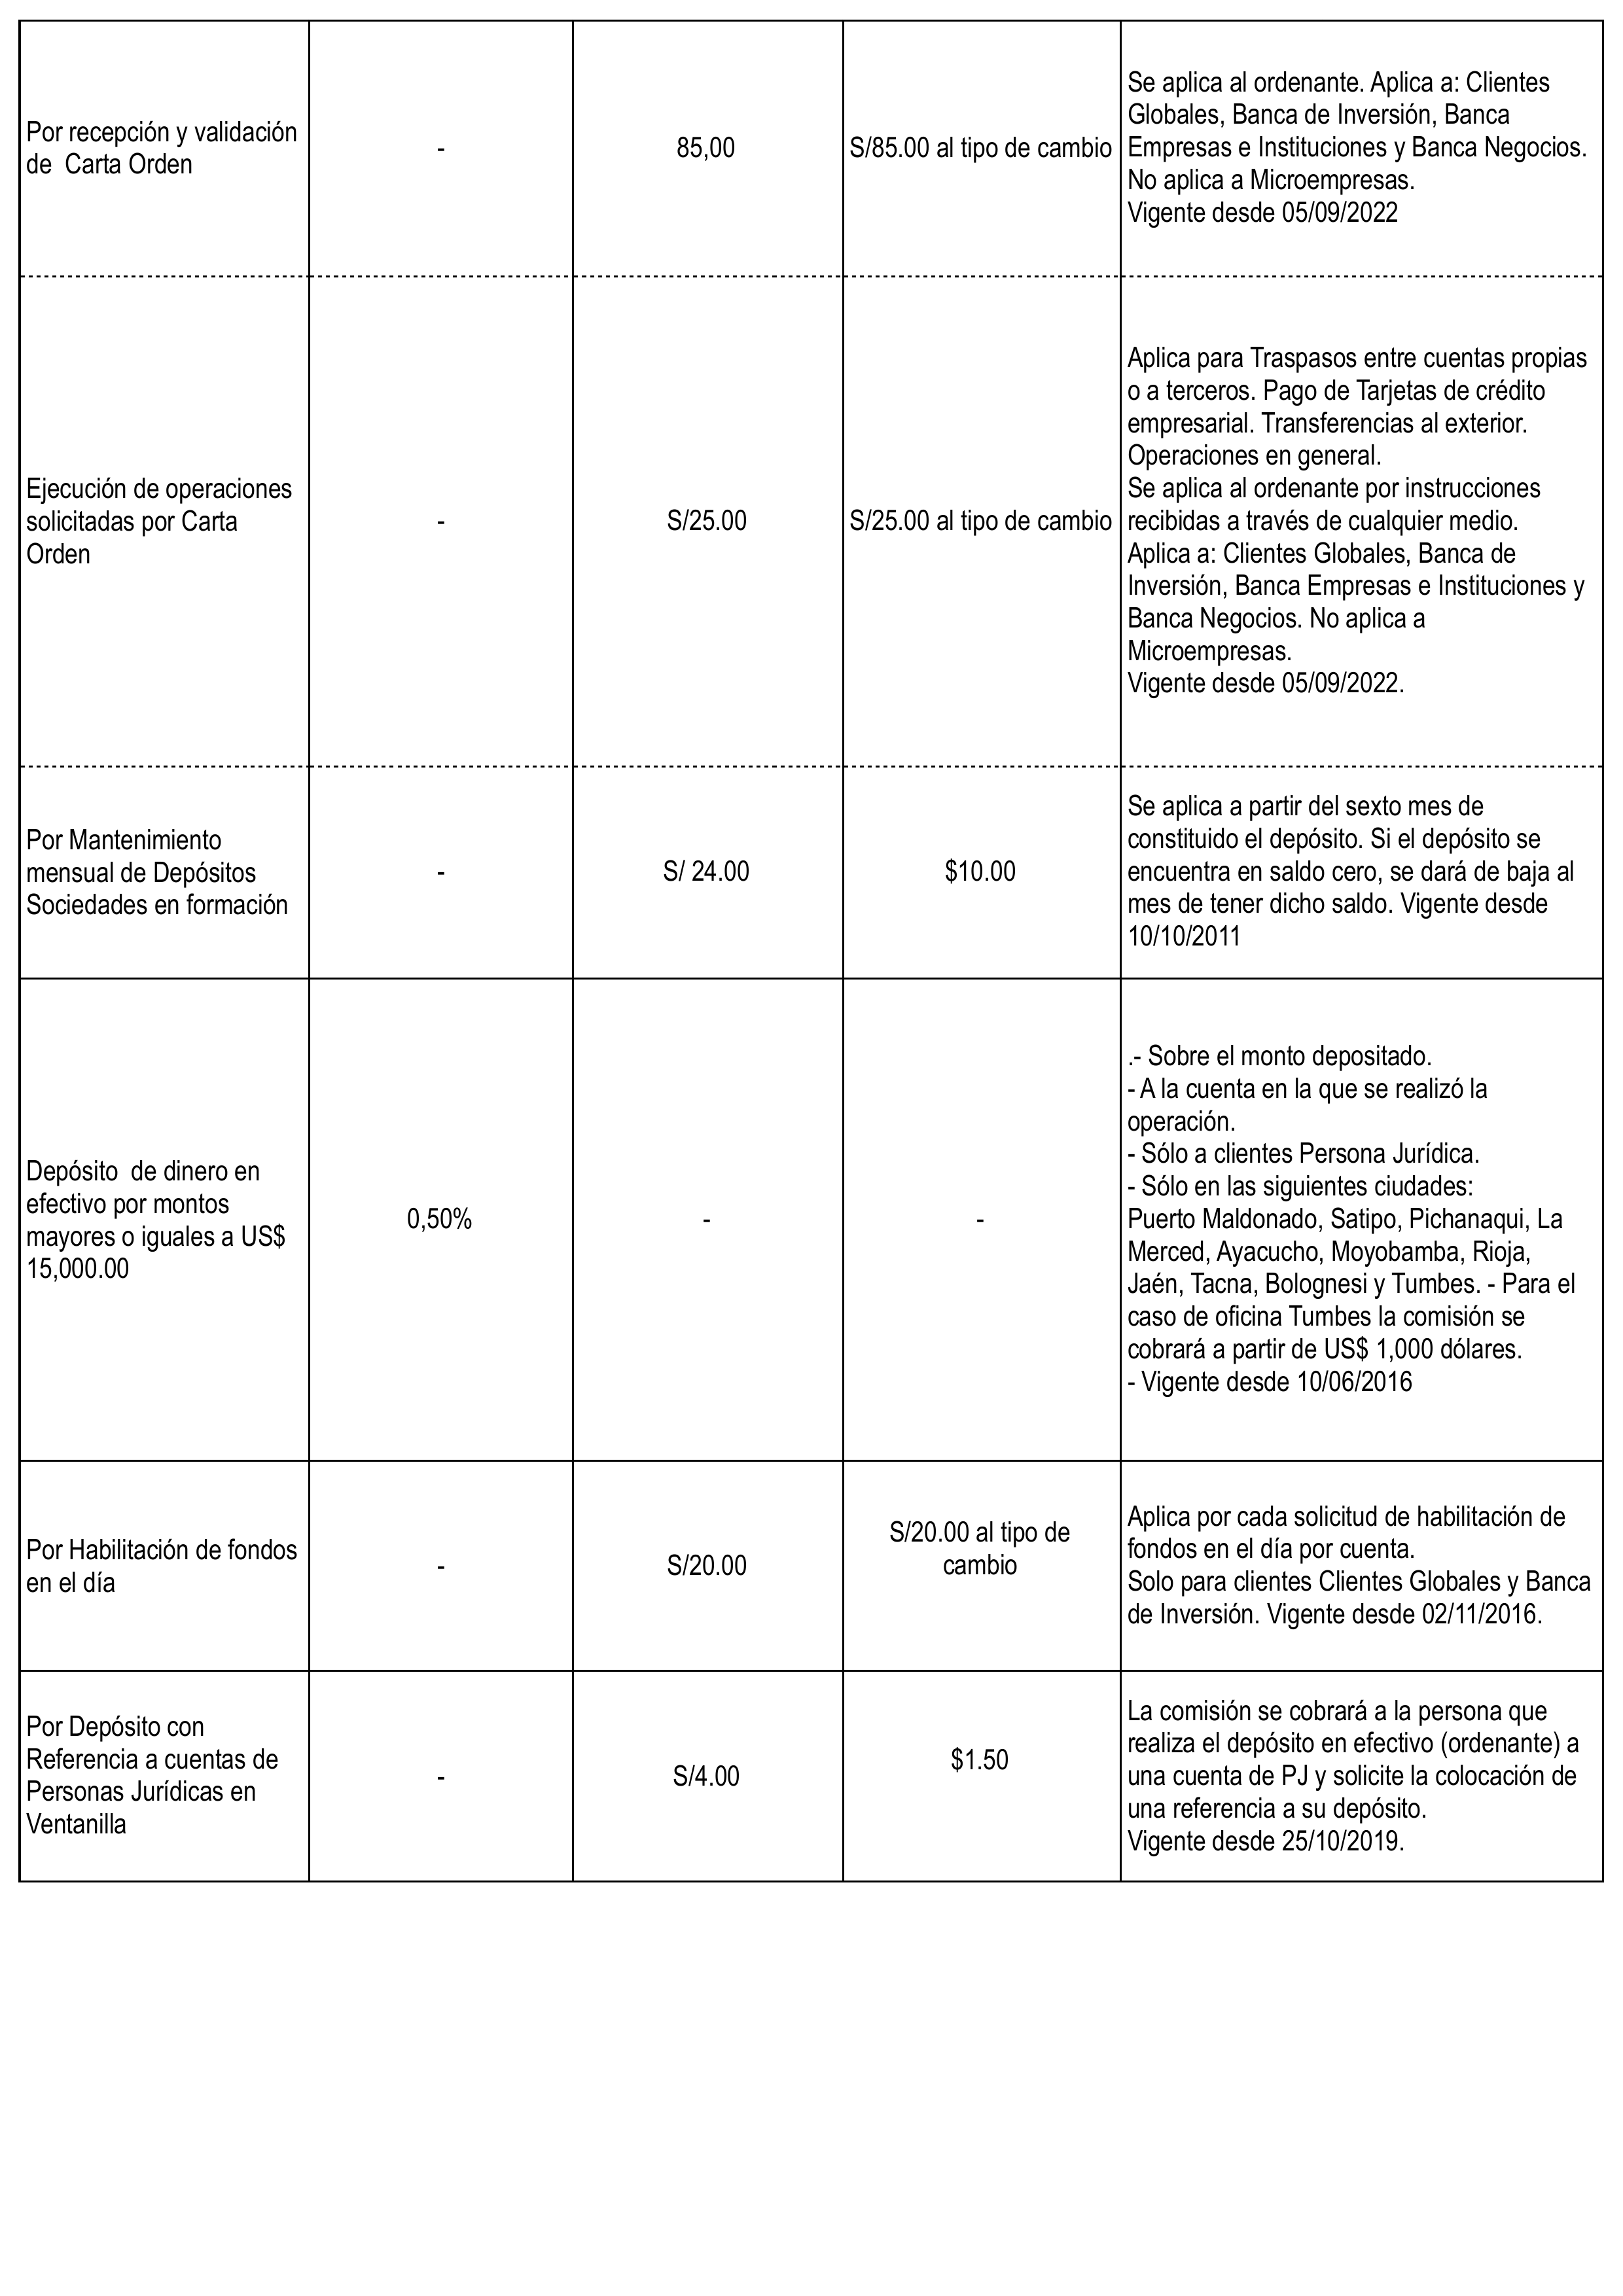 Por recepción y validación
de  Carta Orden
-
85,00
S/85.00 al tipo de cambio
Se aplica al ordenante. Aplica a: Clientes
Globales, Banca de Inversión, Banca
Empresas e Instituciones y Banca Negocios.
No aplica a Microempresas.
Vigente desde 05/09/2022
Ejecución de operaciones
solicitadas por Carta
Orden
-
S/25.00
S/25.00 al tipo de cambio
Aplica para Traspasos entre cuentas propias
o a terceros. Pago de Tarjetas de crédito
empresarial. Transferencias al exterior.
Operaciones en general.
Se aplica al ordenante por instrucciones
recibidas a través de cualquier medio.
Aplica a: Clientes Globales, Banca de
Inversión, Banca Empresas e Instituciones y
Banca Negocios. No aplica a
Microempresas.
Vigente desde 05/09/2022.
Por Mantenimiento
mensual de Depósitos
Sociedades en formación
-
S/ 24.00
$10.00
Se aplica a partir del sexto mes de
constituido el depósito. Si el depósito se
encuentra en saldo cero, se dará de baja al
mes de tener dicho saldo. Vigente desde
10/10/2011
Depósito  de dinero en
efectivo por montos
mayores o iguales a US$
15,000.00
0,50%
-
-
.- Sobre el monto depositado.
- A la cuenta en la que se realizó la
operación.
- Sólo a clientes Persona Jurídica.
- Sólo en las siguientes ciudades:
Puerto Maldonado, Satipo, Pichanaqui, La
Merced, Ayacucho, Moyobamba, Rioja,
Jaén, Tacna, Bolognesi y Tumbes. - Para el
caso de oficina Tumbes la comisión se
cobrará a partir de US$ 1,000 dólares.
- Vigente desde 10/06/2016
Por Habilitación de fondos
en el día
-
S/20.00
S/20.00 al tipo de
cambio
Aplica por cada solicitud de habilitación de
fondos en el día por cuenta.
Solo para clientes Clientes Globales y Banca
de Inversión. Vigente desde 02/11/2016.
Por Depósito con
Referencia a cuentas de
Personas Jurídicas en
Ventanilla
-
S/4.00
$1.50
La comisión se cobrará a la persona que
realiza el depósito en efectivo (ordenante) a
una cuenta de PJ y solicite la colocación de
una referencia a su depósito.
Vigente desde 25/10/2019.